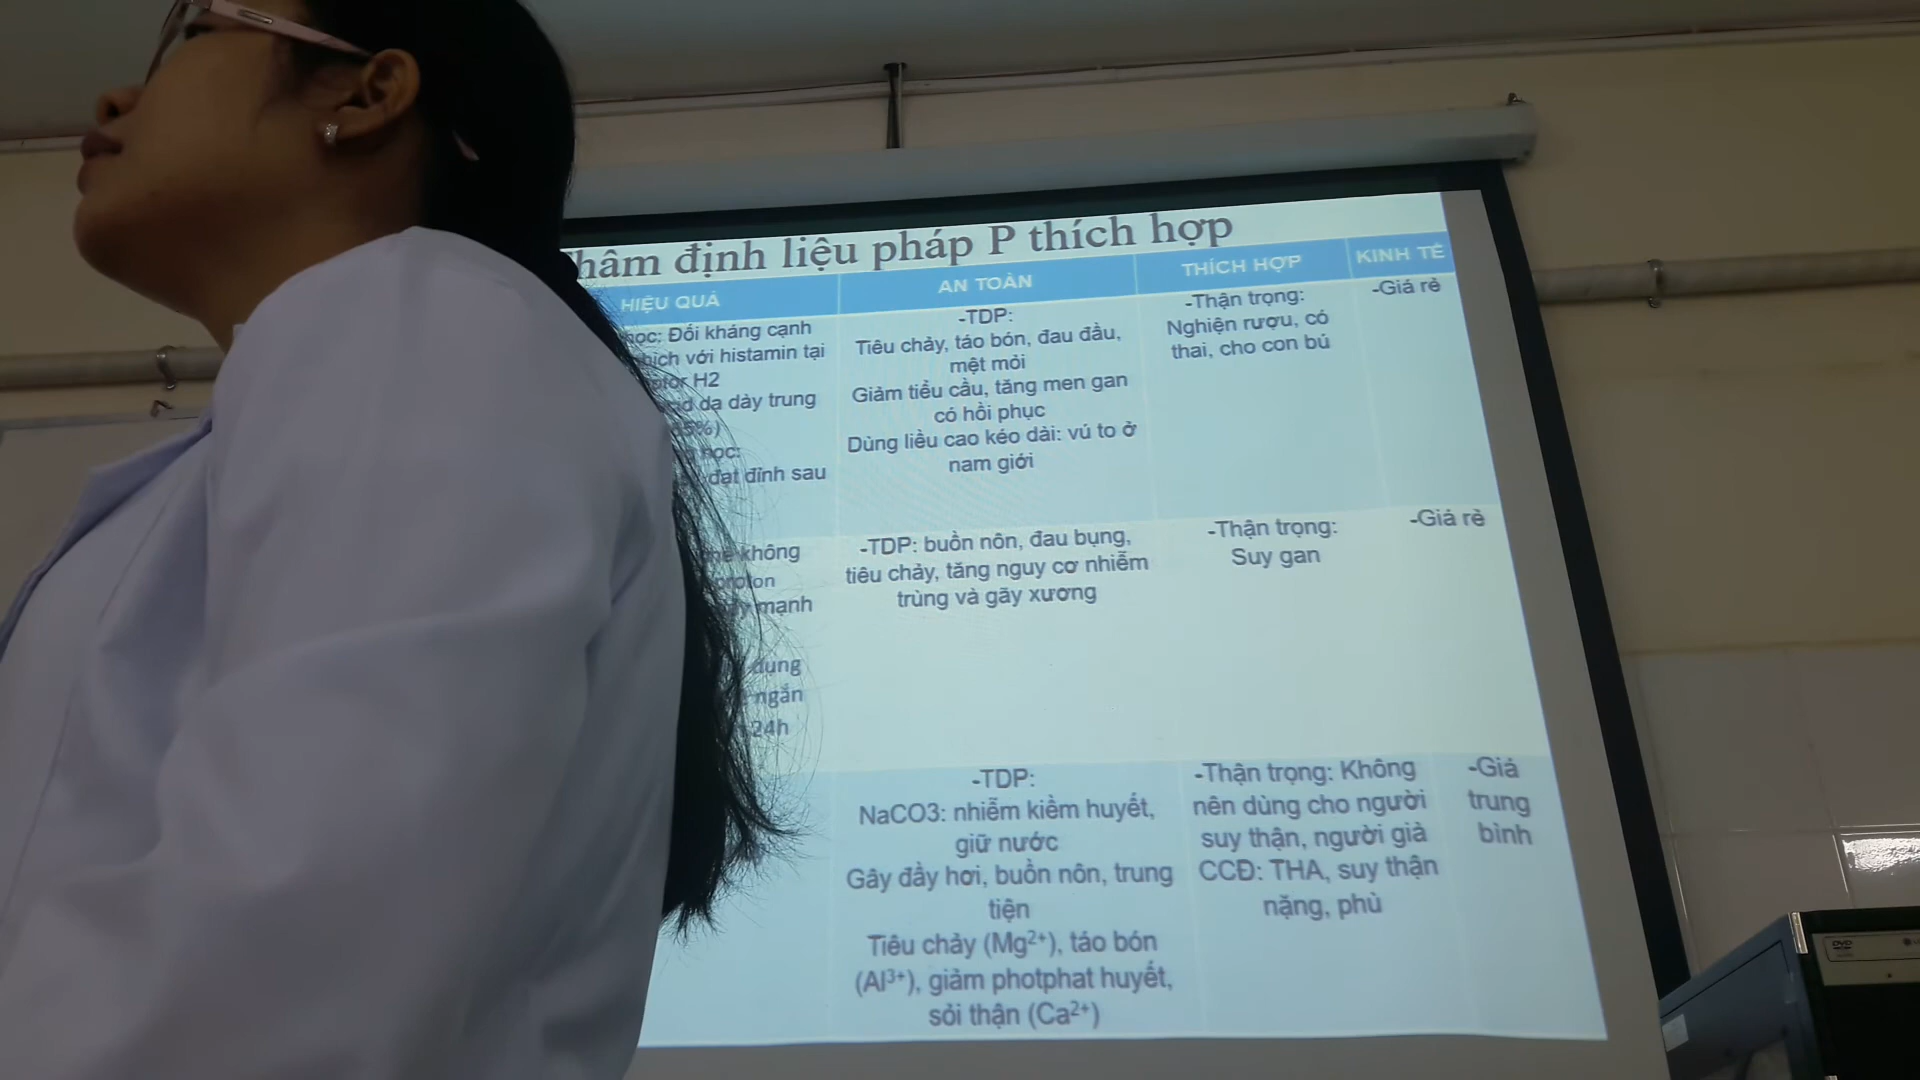 hâm định liệu pháp P thích hợp
HIỆU QUẢ
AN TOÀN
THÍCH HỢP
KINH TẾ
học: Đối kháng cạnh
với histamin tại
H2
dạ dày trung
học:
đạt đỉnh sau
-TDP:
Tiêu chảy, táo bón, đau đầu,
mệt mỏi
Giảm tiểu cầu, tăng men gan
có hồi phục
Dùng liều cao kéo dài: vú to ở
nam giới
-Thận trọng:
Nghiện rượu, có
thai, cho con bú
-Giá rẻ
không
mạnh
dụng
ngắn
24h
-TDP: buồn nôn, đau bụng,
tiêu chảy, tăng nguy cơ nhiễm
trùng và gãy xương
-Thận trọng:
Suy gan
-Giá rẻ
-TDP:
NaCO3: nhiễm kiềm huyết,
giữ nước
Gây đầy hơi, buồn nôn, trung
tiện
Tiêu chảy (Mg²⁺), táo bón
(Al³⁺), giảm photphat huyết,
sỏi thận (Ca²⁺)
-Thận trọng: Không
nên dùng cho người
suy thận, người già
CCĐ: THA, suy thận
nặng, phù
-Giá
trung
bình
DVD